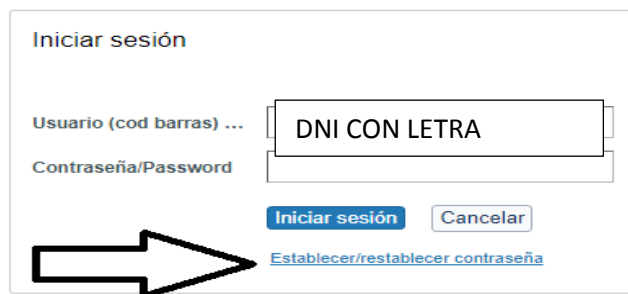 Iniciar sesión
Usuario (cod barras) ... DNI CON LETRA
Contraseña/Password
Iniciar sesión Cancelar
Establecer/restablecer contraseña